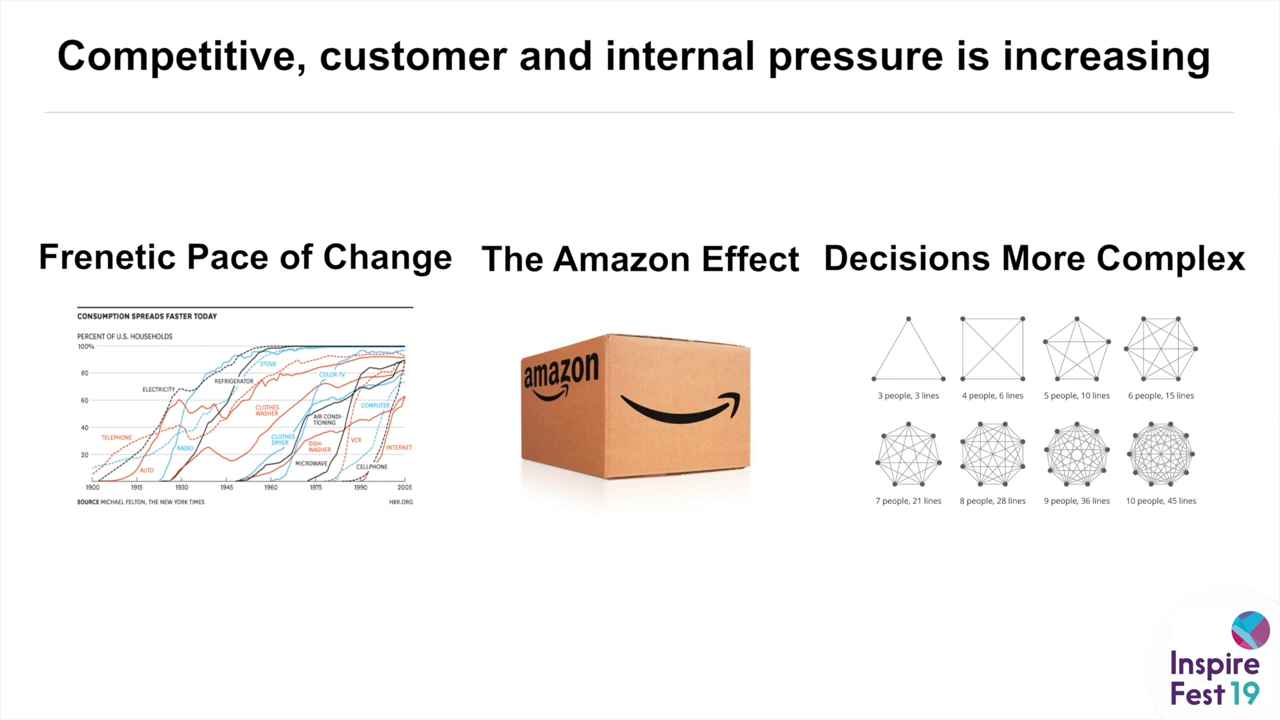 Competitive, customer and internal pressure is increasing
Frenetic Pace of Change
The Amazon Effect
Decisions More Complex
CONSUMPTION SPREADS FASTER TODAY
PERCENT OF U.S. HOUSEHOLDS
100%
80
60
40
20
ELECTRICITY
REFRIGERATOR
STOVE
COLOR TV
TELEPHONE
AUTO
RADIO
CLOTHES
WASHER
CLOTHES
DRYER
AIR CONDI-
TIONING
DISH-
WASHER
MICROWAVE
VCR
COMPUTER
CELLPHONE
INTERNET
1900 1915 1930 1945 1960 1975 1990 2005
SOURCE MICHAEL FELTON, THE NEW YORK TIMES
HBR.ORG
amazon
3 people, 3 lines
4 people, 6 lines
5 people, 10 lines
6 people, 15 lines
7 people, 21 lines
8 people, 28 lines
9 people, 36 lines
10 people, 45 lines
Inspire
Fest 19